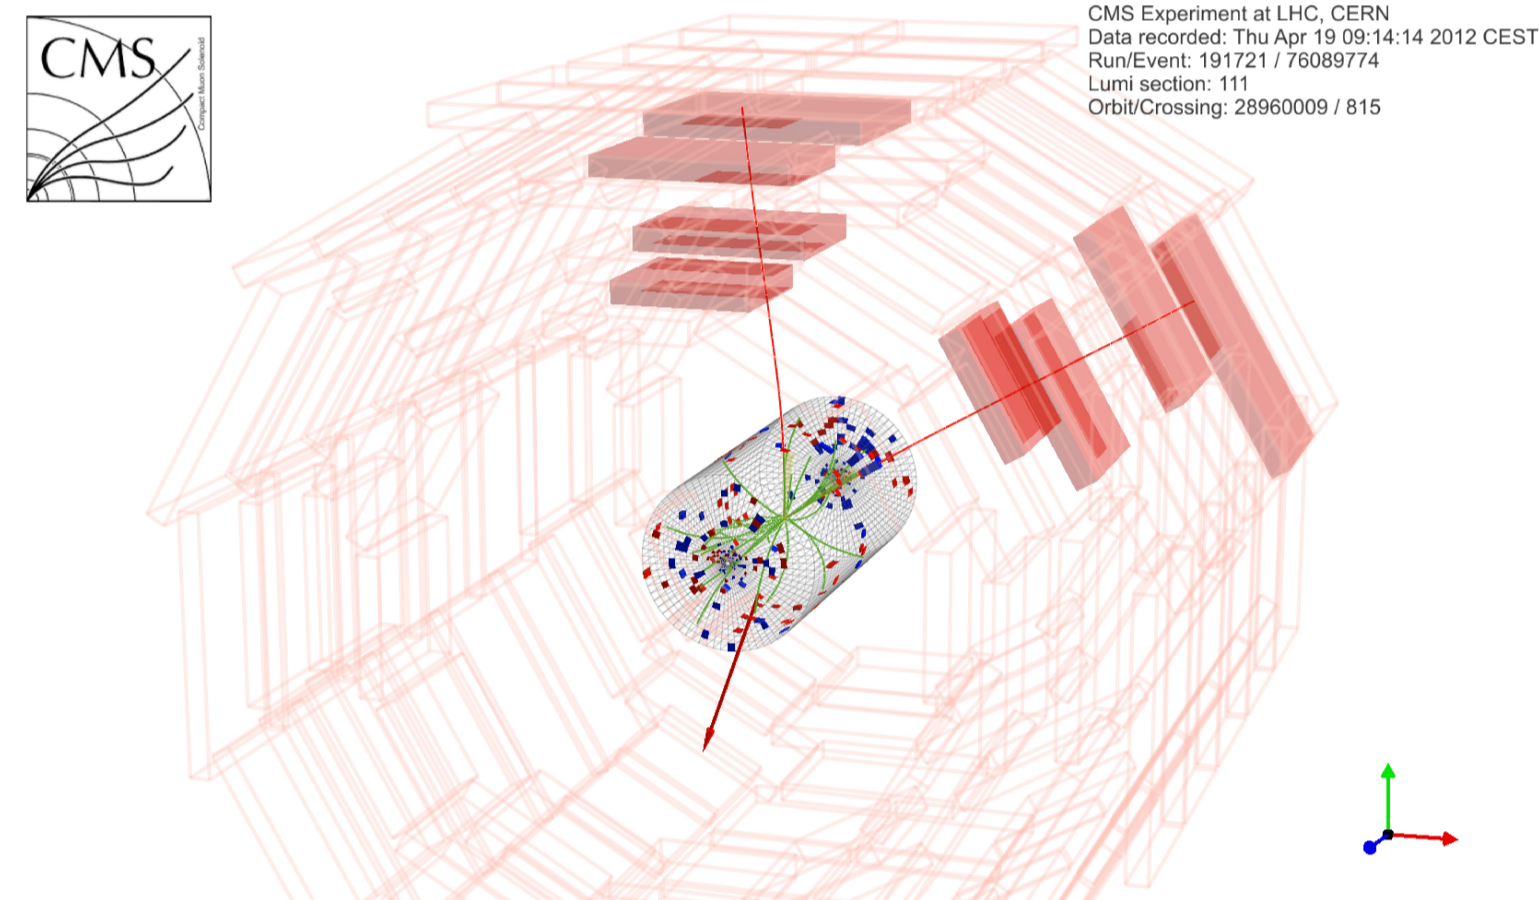 CMS
Compact Muon Solenoid
CMS Experiment at LHC, CERN
Data recorded: Thu Apr 19 09:14:14 2012 CEST
Run/Event: 191721 / 76089774
Lumi section: 111
Orbit/Crossing: 28960009 / 815